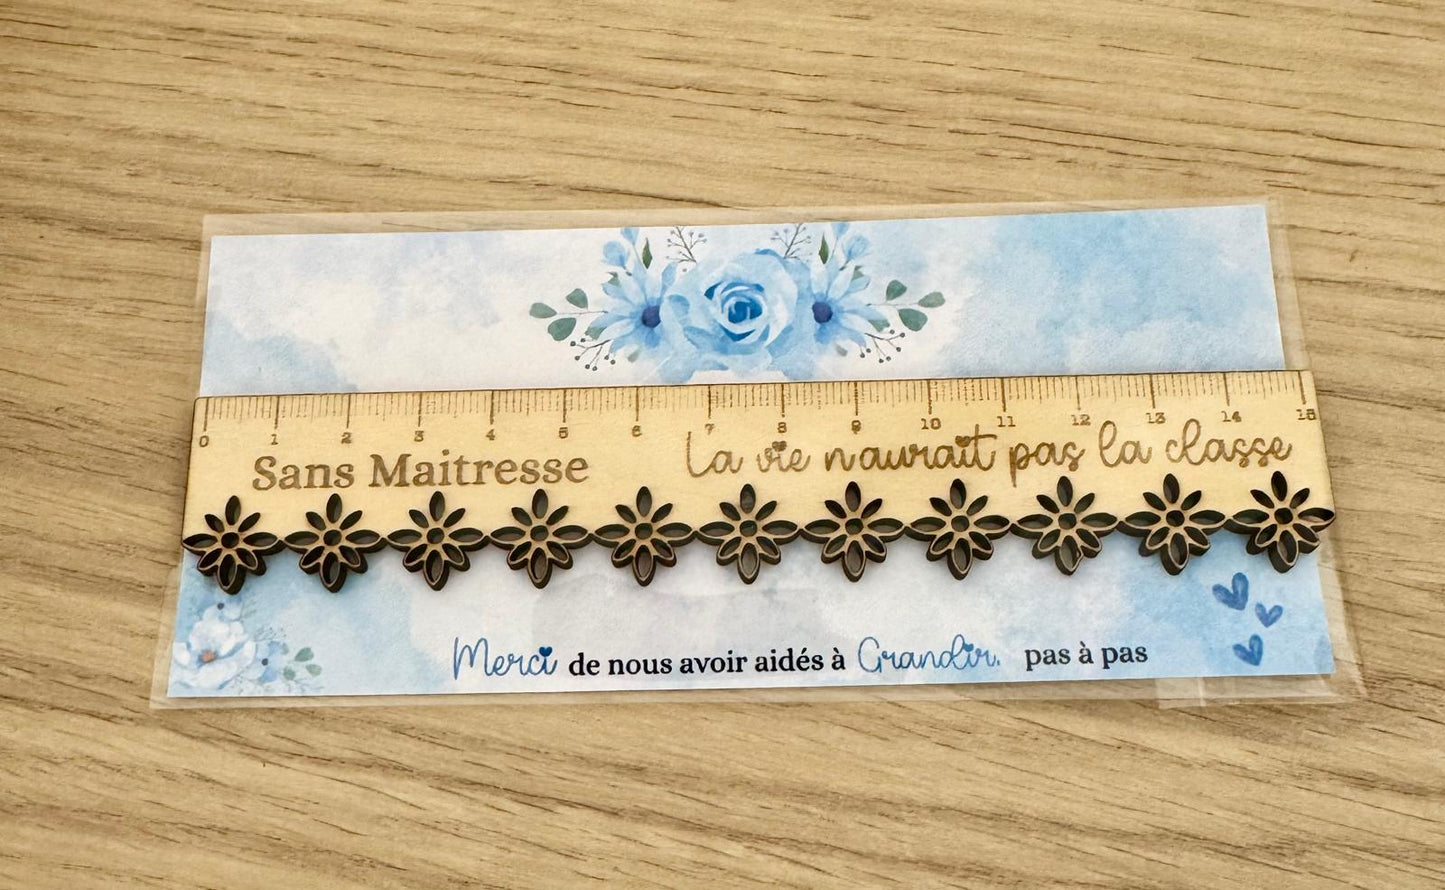 0 1 2 3 4 5 6 7 8 9 10 11 12 13 14 15
Sans Maitresse La vie n'aurait pas la classe
Merci de nous avoir aidés à Grandir. pas à pas